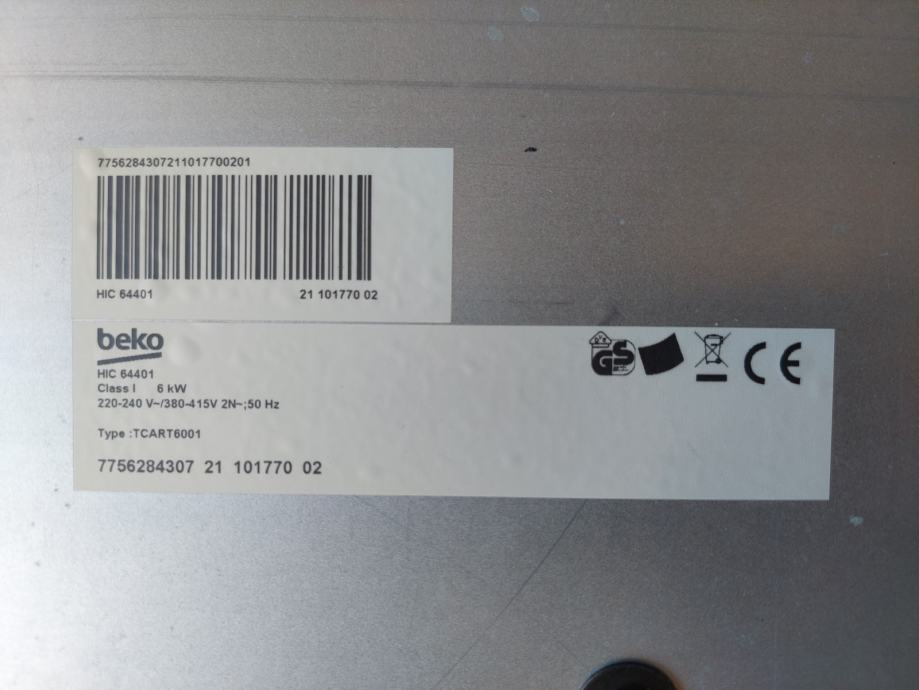 7756284307211017700201
HIC 64401 21 101770 02
beko
HIC 64401
Class I 6 kW
220-240 V~/380-415V 2N~;50 Hz
Type :TCART6001
7756284307 21 101770 02
GS
CE